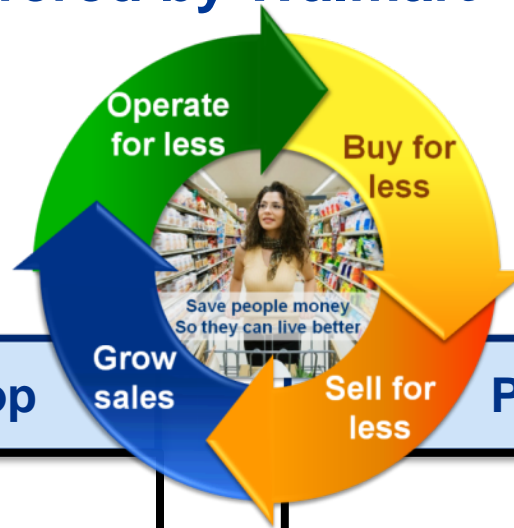 Operate
for less
Buy for
less
Save people money
So they can live better
Grow
sales
Sell for
less